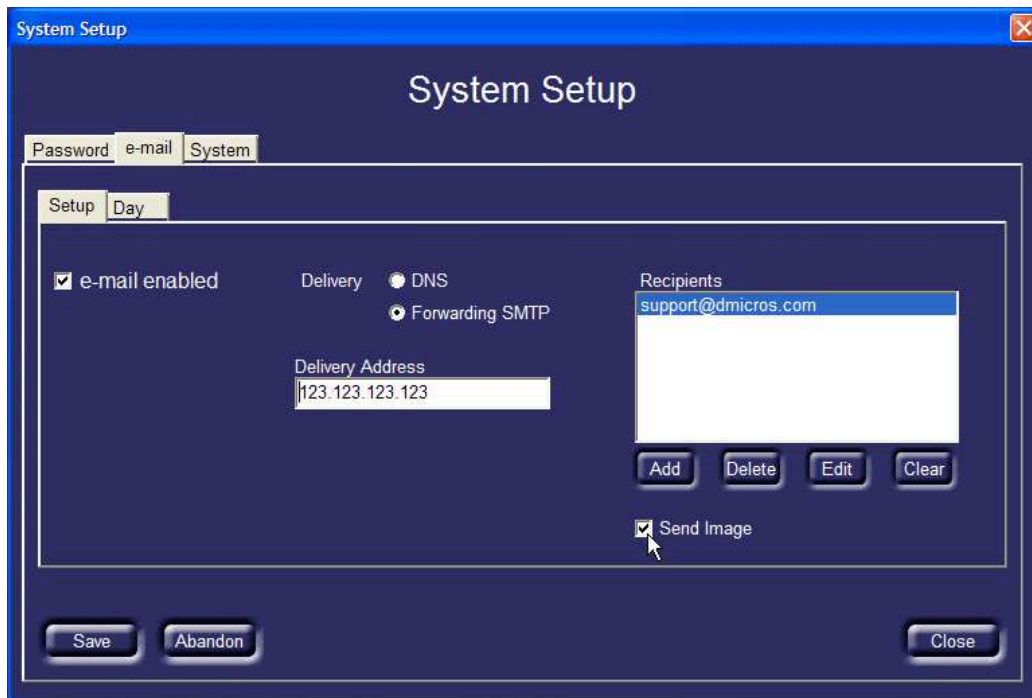 System Setup
System Setup
Password e-mail System
Setup Day
e-mail enabled
Delivery
DNS
Forwarding SMTP
Delivery Address
123.123.123.123
Recipients
support@dmicros.com
Add Delete Edit Clear
Send Image
Save Abandon Close